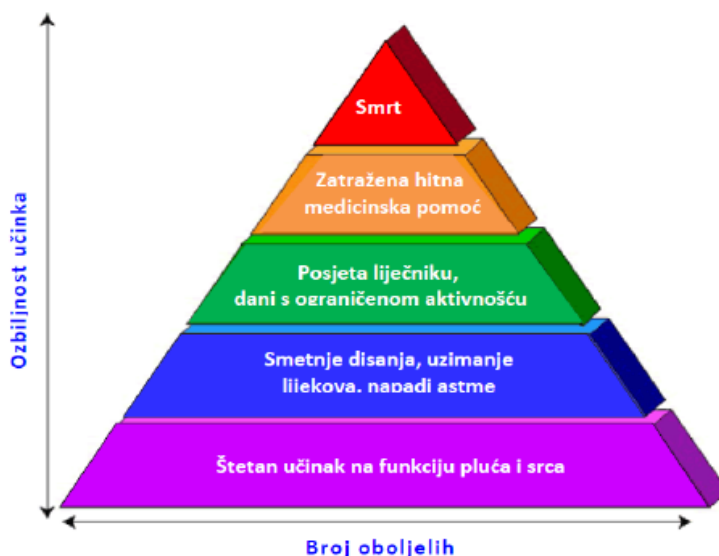 Smrt
Zatražena hitna
medicinska pomoć
Posjeta liječniku,
dani s ograničenom aktivnošću
Smetnje disanja, uzimanje
lijekova, napadi astme
Štetan učinak na funkciju pluća i srca
Ozbiljnost učinka
Broj oboljelih